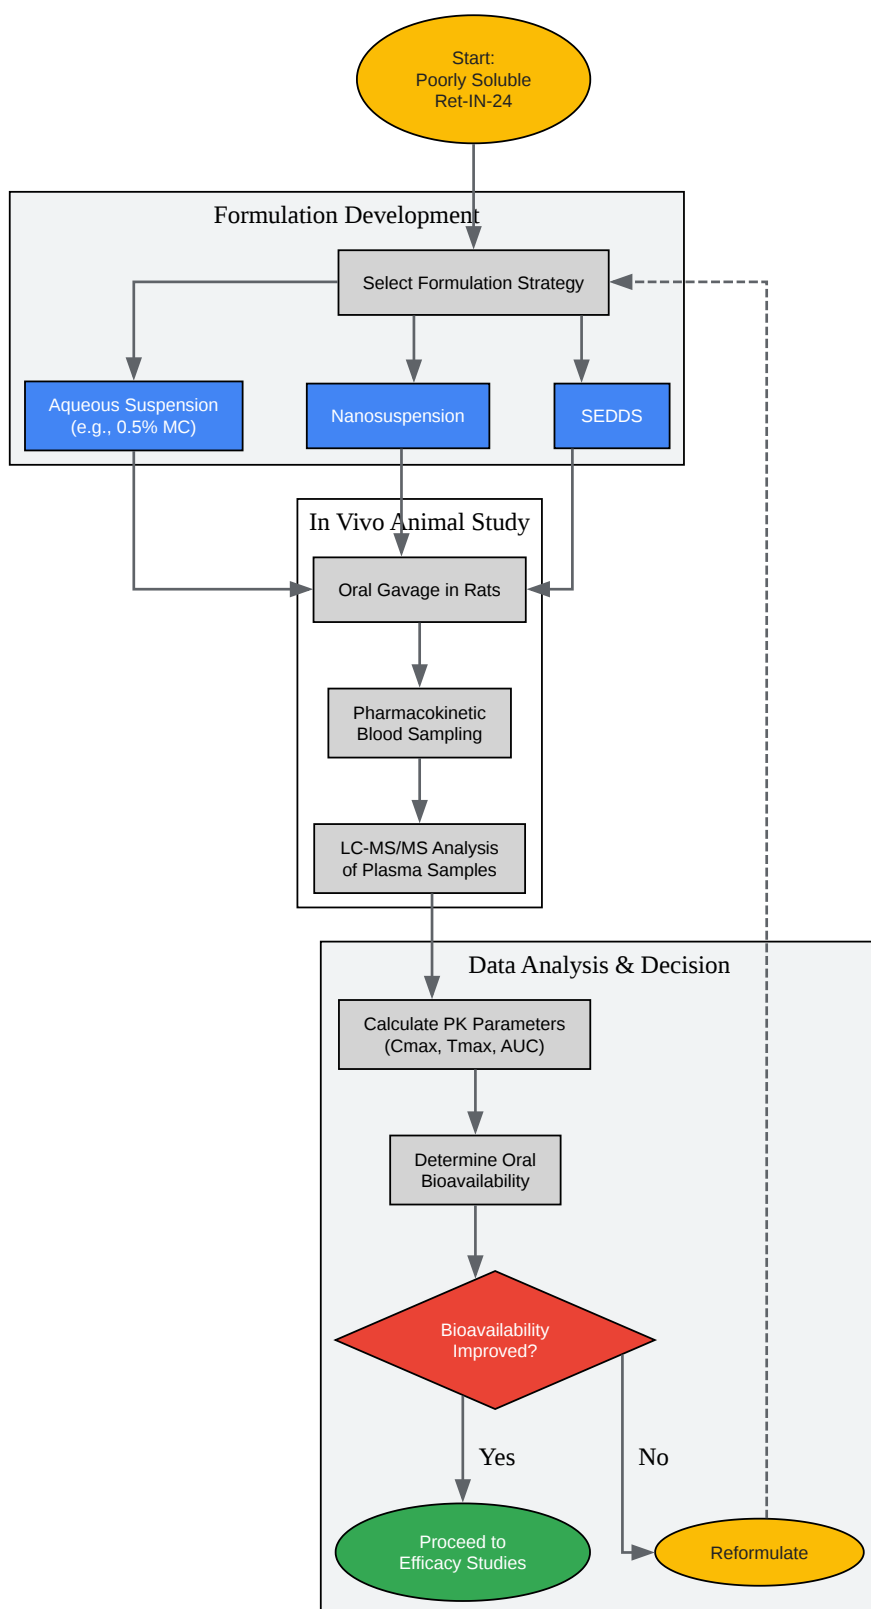 Start:
Poorly Soluble
Ret-IN-24
Formulation Development
Select Formulation Strategy
Aqueous Suspension
(e.g., 0.5% MC)
Nanosuspension
SEDDS
In Vivo Animal Study
Oral Gavage in Rats
Pharmacokinetic
Blood Sampling
LC-MS/MS Analysis
of Plasma Samples
Data Analysis & Decision
Calculate PK Parameters
(Cmax, Tmax, AUC)
Determine Oral
Bioavailability
Bioavailability
Improved?
Yes
No
Proceed to
Efficacy Studies
Reformulate